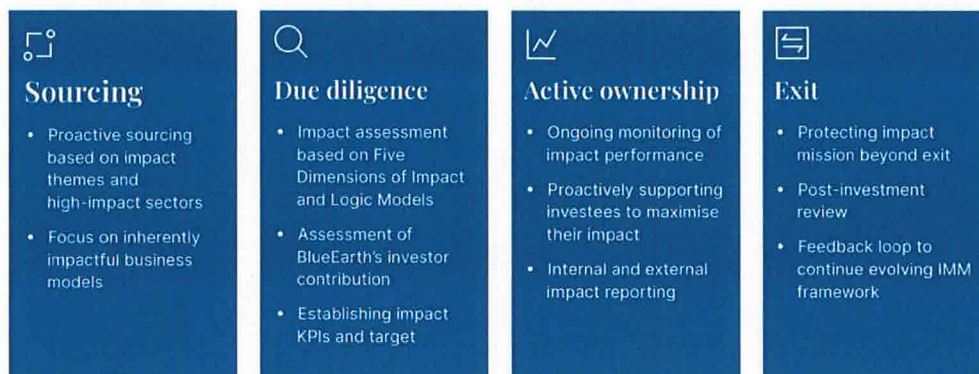 Sourcing
• Proactive sourcing
based on impact
themes and
high-impact sectors
• Focus on inherently
impactful business
models
Due diligence
• Impact assessment
based on Five
Dimensions of Impact
and Logic Models
• Assessment of
BlueEarth's investor
contribution
• Establishing impact
KPIs and target
Active ownership
• Ongoing monitoring of
impact performance
• Proactively supporting
investees to maximise
their impact
• Internal and external
impact reporting
Exit
• Protecting impact
mission beyond exit
• Post-investment
review
• Feedback loop to
continue evolving IMM
framework